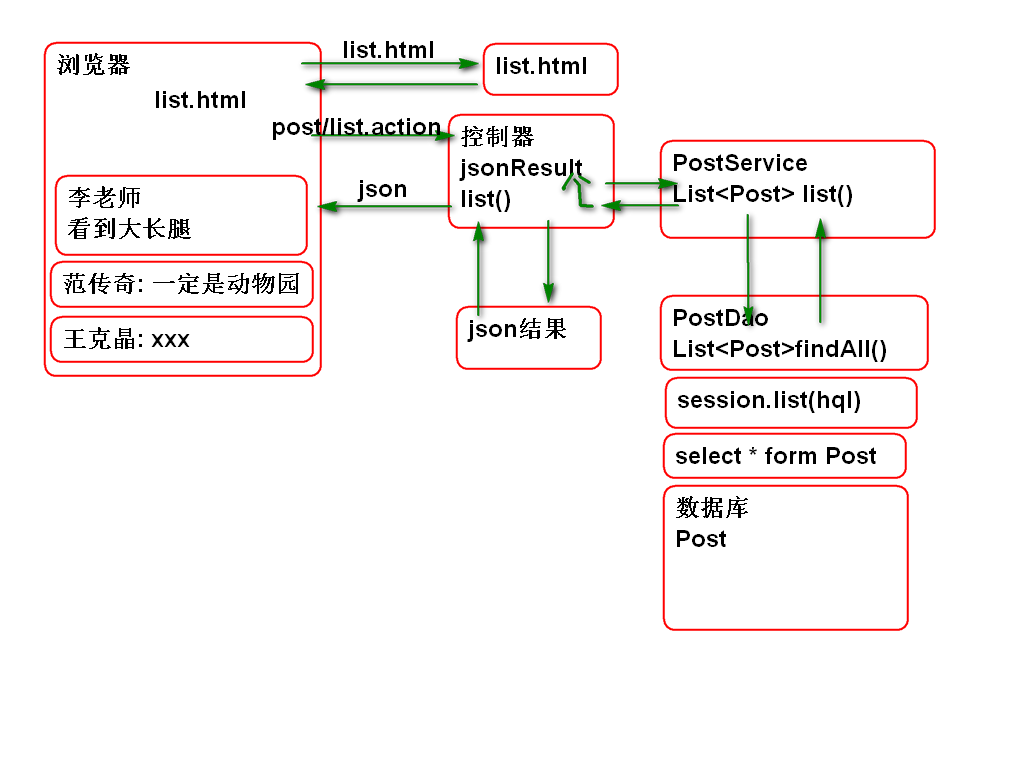 浏览器
list.html
list.html
list.html
post/list.action
控制器
jsonResult
list()
json
李老师
看到大长腿
范传奇: 一定是动物园
王克晶: xxx
json结果
PostService
List<Post> list()
PostDao
List<Post>findAll()
session.list(hql)
select * form Post
数据库
Post